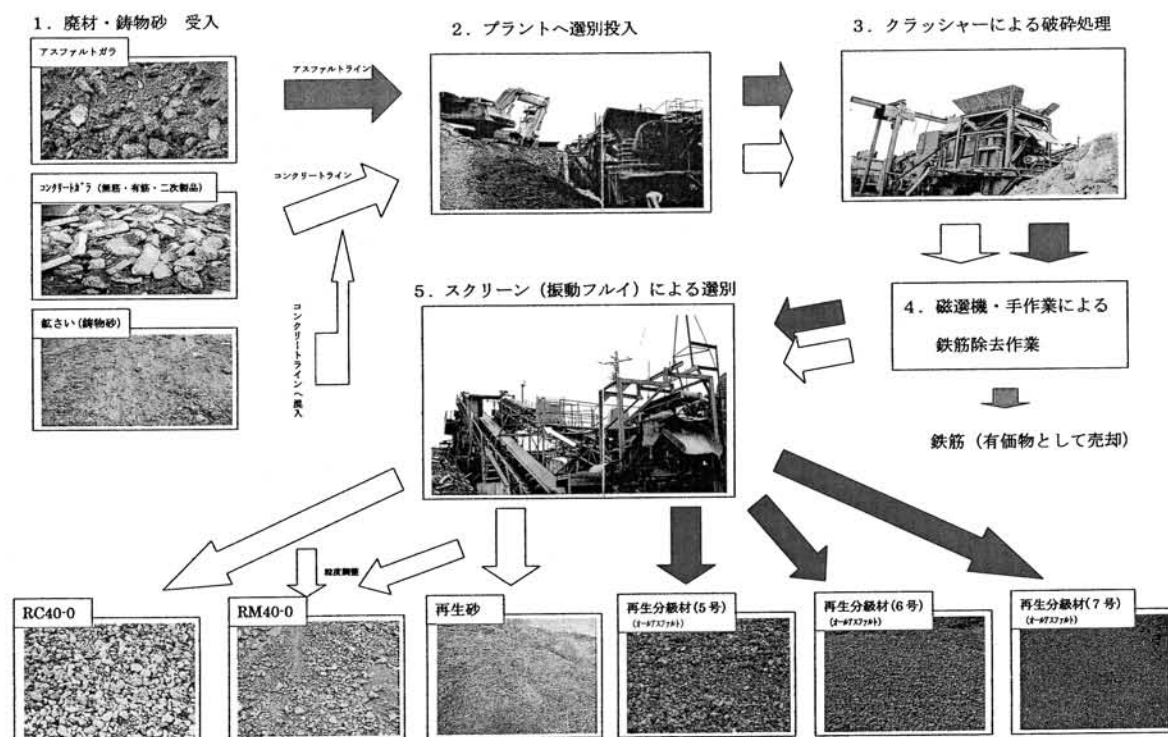 1．廃材・鋳物砂　受入
アスファルトガラ
コンクリートガラ（無筋・有筋・二次製品）
鉱さい（鋳物砂）
アスファルトライン
コンクリートライン
コンクリートラインへ混入
2．プラントへ選別投入
3．クラッシャーによる破砕処理
4．磁選機・手作業による
鉄筋除去作業
鉄筋（有価物として売却）
5．スクリーン（振動フルイ）による選別
粒度調整
RC40-0
RM40-0
再生砂
再生分級材(5号)
(オールアスファルト)
再生分級材(6号)
(オールアスファルト)
再生分級材(7号)
(オールアスファルト)